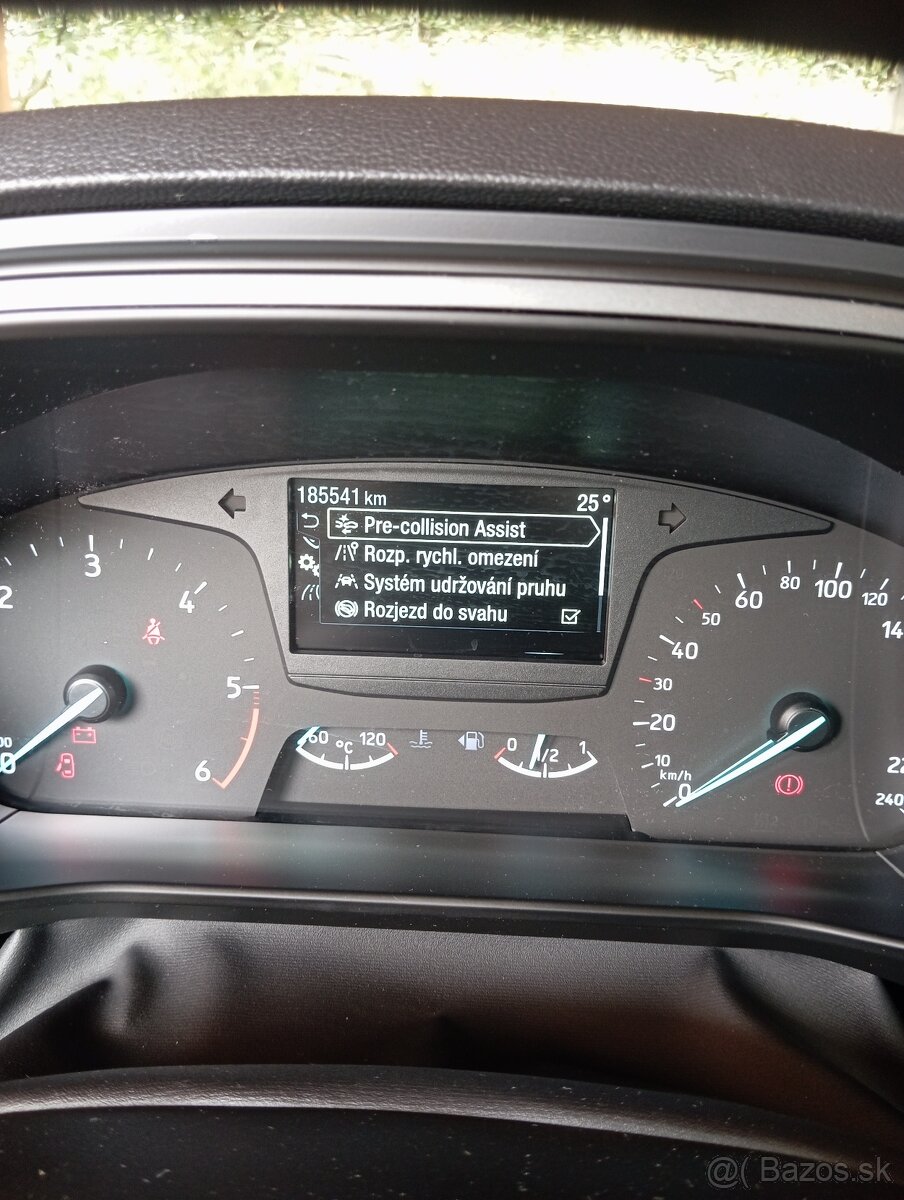 185541 km 25°
Pre-collision Assist
Rozp. rychl. omezení
Systém udržování pruhu
Rozjezd do svahu
2 3 4 5 6
60 °C 120
0 1/2 1
0 10 20 30 40 50 60 80 100 120 14
km/h
22
240
@( Bazos.sk